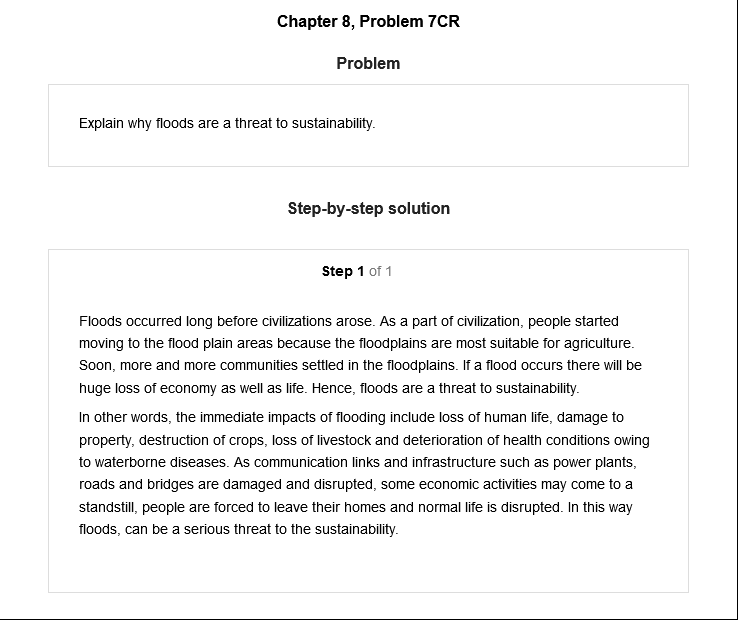 Chapter 8, Problem 7CR
Problem
Explain why floods are a threat to sustainability.
Step-by-step solution
Step 1 of 1
Floods occurred long before civilizations arose. As a part of civilization, people started
moving to the flood plain areas because the floodplains are most suitable for agriculture.
Soon, more and more communities settled in the floodplains. If a flood occurs there will be
huge loss of economy as well as life. Hence, floods are a threat to sustainability.
In other words, the immediate impacts of flooding include loss of human life, damage to
property, destruction of crops, loss of livestock and deterioration of health conditions owing
to waterborne diseases. As communication links and infrastructure such as power plants,
roads and bridges are damaged and disrupted, some economic activities may come to a
standstill, people are forced to leave their homes and normal life is disrupted. In this way
floods, can be a serious threat to the sustainability.